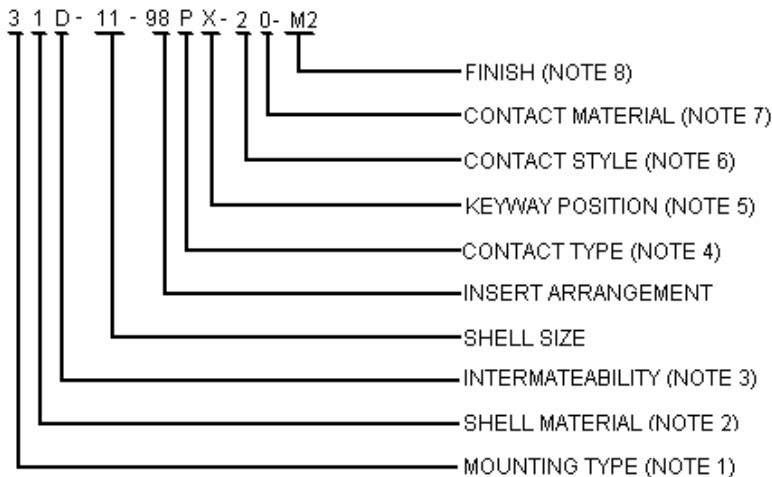 3 1 D - 11 - 98 P X - 2 0 - M2
FINISH (NOTE 8)
CONTACT MATERIAL (NOTE 7)
CONTACT STYLE (NOTE 6)
KEYWAY POSITION (NOTE 5)
CONTACT TYPE (NOTE 4)
INSERT ARRANGEMENT
SHELL SIZE
INTERMATEABILITY (NOTE 3)
SHELL MATERIAL (NOTE 2)
MOUNTING TYPE (NOTE 1)